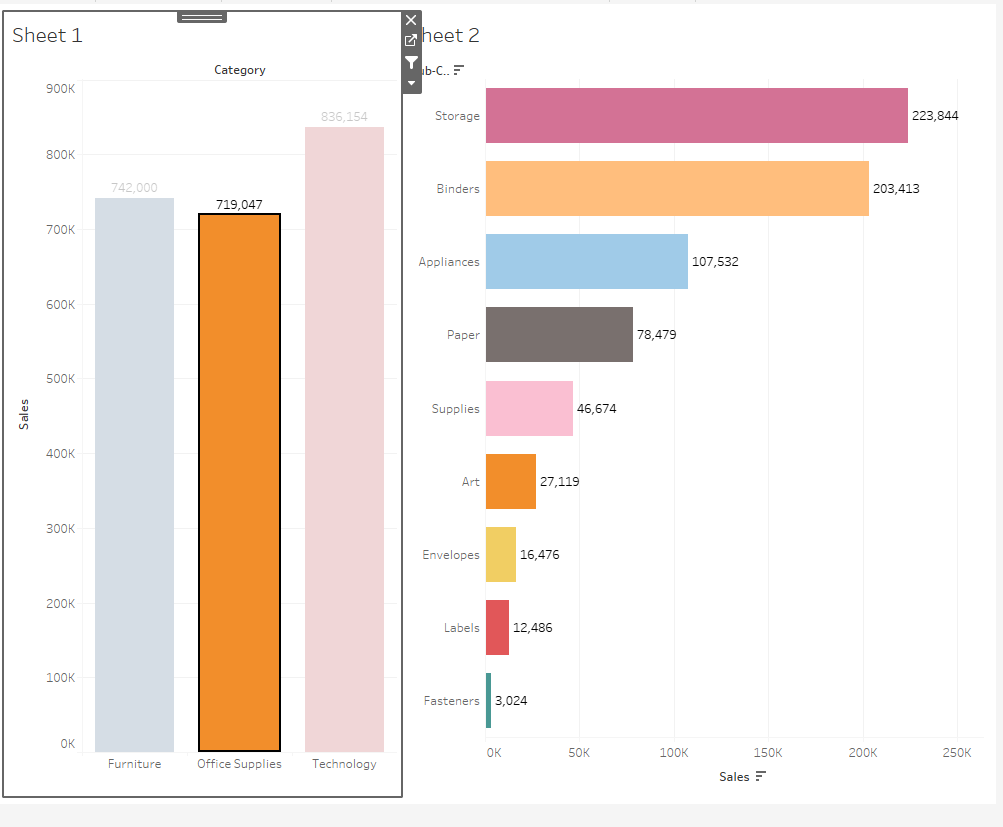 Sheet 1
Category
900K
800K
700K
600K
500K
400K
300K
200K
100K
0K
Sales
742,000
719,047
836,154
Furniture
Office Supplies
Technology
heet 2
ub-C..
Storage 223,844
Binders 203,413
Appliances 107,532
Paper 78,479
Supplies 46,674
Art 27,119
Envelopes 16,476
Labels 12,486
Fasteners 3,024
0K 50K 100K 150K 200K 250K
Sales